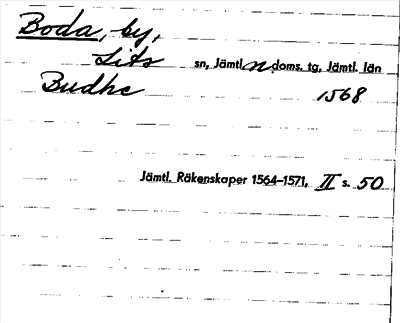 Boda, by,
Lits sn, Jämtl. n. doms. tg, Jämtl. län
Budhe 1568
Jämtl. Räkenskaper 1564-1571, II s. 50